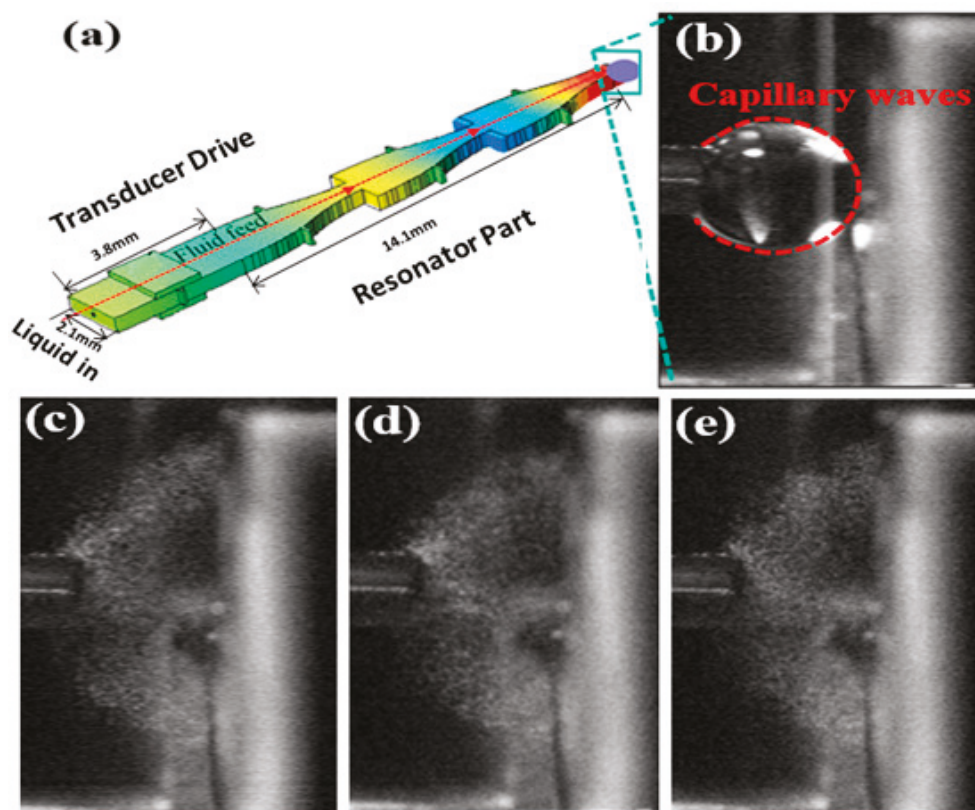 (a)
Transducer Drive
3.8mm
Fluid feed
14.1mm
Resonator Part
2.1mm
Liquid in
(b)
Capillary waves
(c)
(d)
(e)